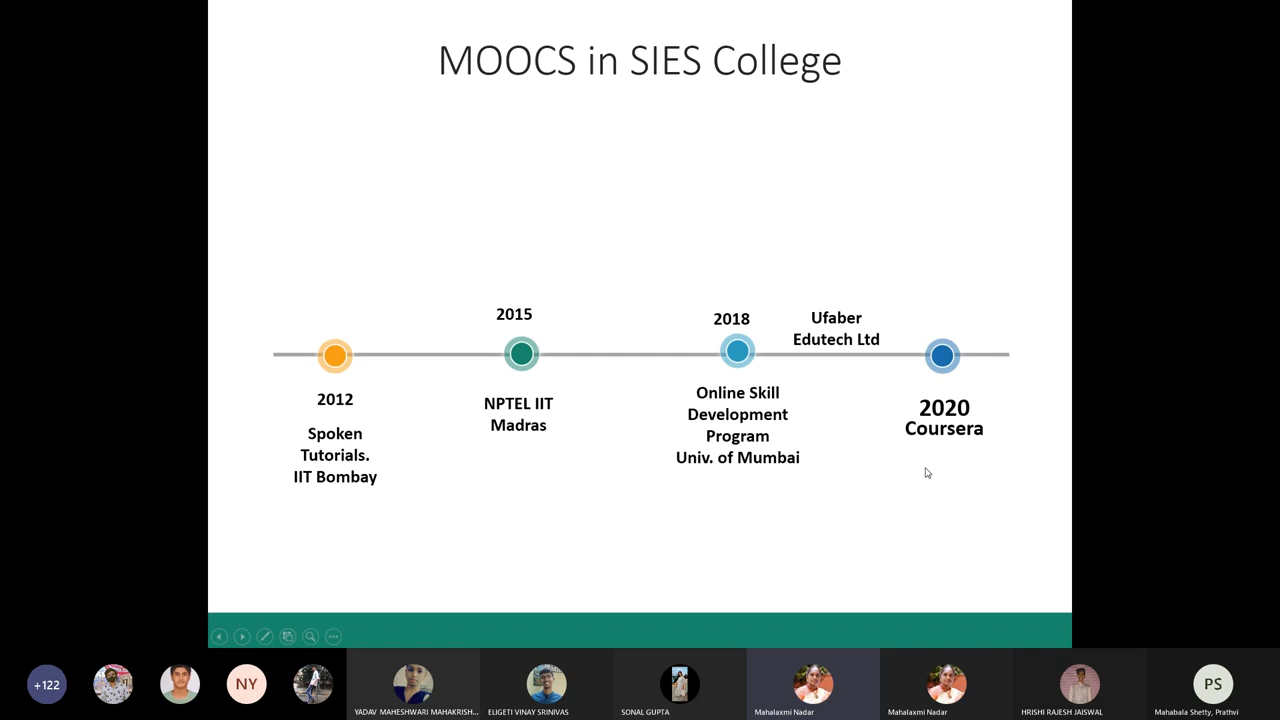 MOOCS in SIES College
2012
Spoken
Tutorials.
IIT Bombay
2015
NPTEL IIT
Madras
2018
Online Skill
Development
Program
Univ. of Mumbai
Ufaber
Edutech Ltd
2020
Coursera
+122
NY
YADAV MAHESHWARI MAHAKRISH...
ELIGETI VINAY SRINIVAS
SONAL GUPTA
Mahalaxmi Nadar
Mahalaxmi Nadar
HRISHI RAJESH JAISWAL
PS
Mahabala Shetty, Prathvi